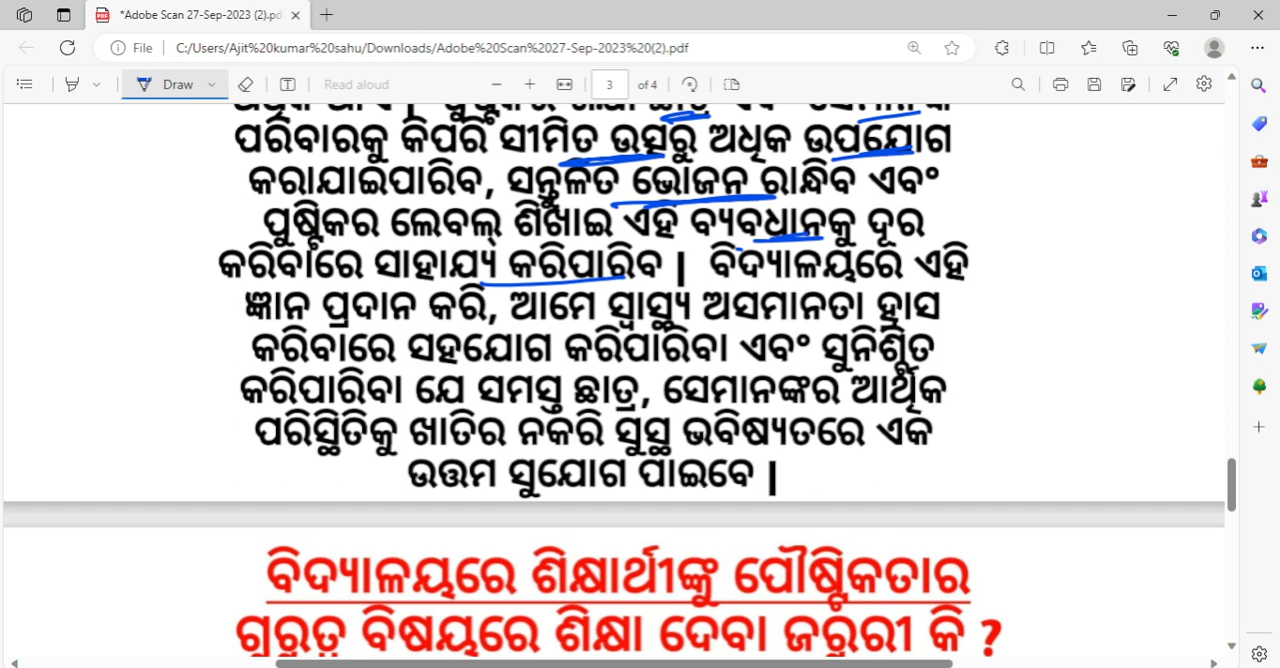 *Adobe Scan 27-Sep-2023 (2).pd
File C:/Users/Ajit%20kumar%20sahu/Downloads/Adobe%20Scan%2027-Sep-2023%20(2).pdf
Draw Read aloud 3 of 4
ପରିବାରକୁ କିପରି ସୀମିତ ଉତ୍ସରୁ ଅଧିକ ଉପଯୋଗ
କରାଯାଇପାରିବ, ସନ୍ତୁଳିତ ଭୋଜନ ରାନ୍ଧିବ ଏବଂ
ପୁଷ୍ଟିକର ଲେବଲ୍ ଶିଖାଇ ଏହି ବ୍ୟବଧାନକୁ ଦୂର
କରିବାରେ ସାହାଯ୍ୟ କରିପାରିବ | ବିଦ୍ୟାଳୟରେ ଏହି
ଜ୍ଞାନ ପ୍ରଦାନ କରି, ଆମେ ସ୍ୱାସ୍ଥ୍ୟ ଅସମାନତା ହ୍ରାସ
କରିବାରେ ସହଯୋଗ କରିପାରିବା ଏବଂ ସୁନିଶ୍ଚିତ
କରିପାରିବା ଯେ ସମସ୍ତ ଛାତ୍ର, ସେମାନଙ୍କର ଆର୍ଥିକ
ପରିସ୍ଥିତିକୁ ଖାତିର ନକରି ସୁସ୍ଥ ଭବିଷ୍ୟତରେ ଏକ
ଉତ୍ତମ ସୁଯୋଗ ପାଇବେ |
ବିଦ୍ୟାଳୟରେ ଶିକ୍ଷାର୍ଥୀଙ୍କୁ ପୌଷ୍ଟିକତାର
ଗୁରୁତ୍ୱ ବିଷୟରେ ଶିକ୍ଷା ଦେବା ଜରୁରୀ କି ?